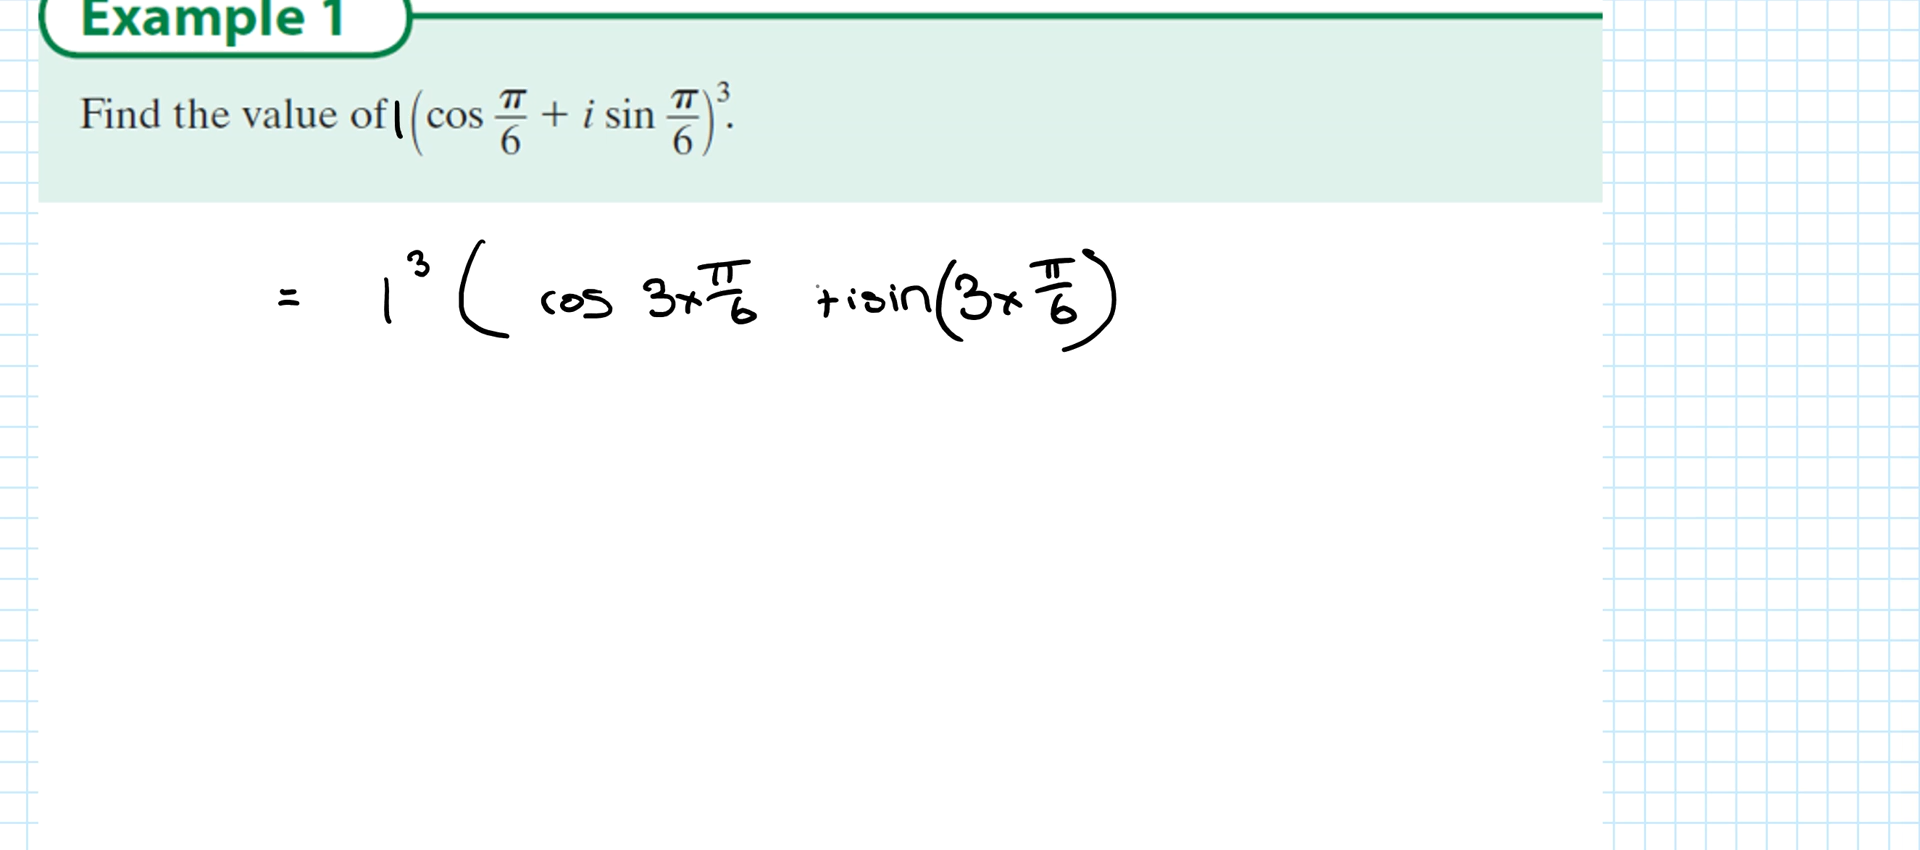 Example 1
Find the value of 1(cos π/6 + i sin π/6)³.
= 1³ ( cos 3×π/6 +isin(3×π/6)